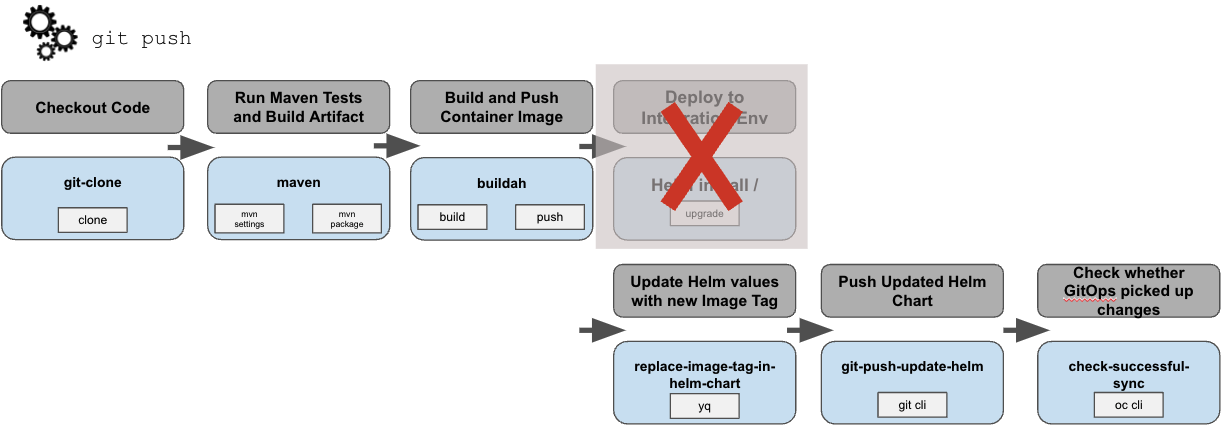 git push
Checkout Code
Run Maven Tests
and Build Artifact
Build and Push
Container Image
Deploy to
Integration Env
git-clone
clone
maven
mvn
settings
mvn
package
buildah
build
push
Helm install /
upgrade
Update Helm values
with new Image Tag
Push Updated Helm
Chart
Check whether
GitOps picked up
changes
replace-image-tag-in-
helm-chart
yq
git-push-update-helm
git cli
check-successful-
sync
oc cli